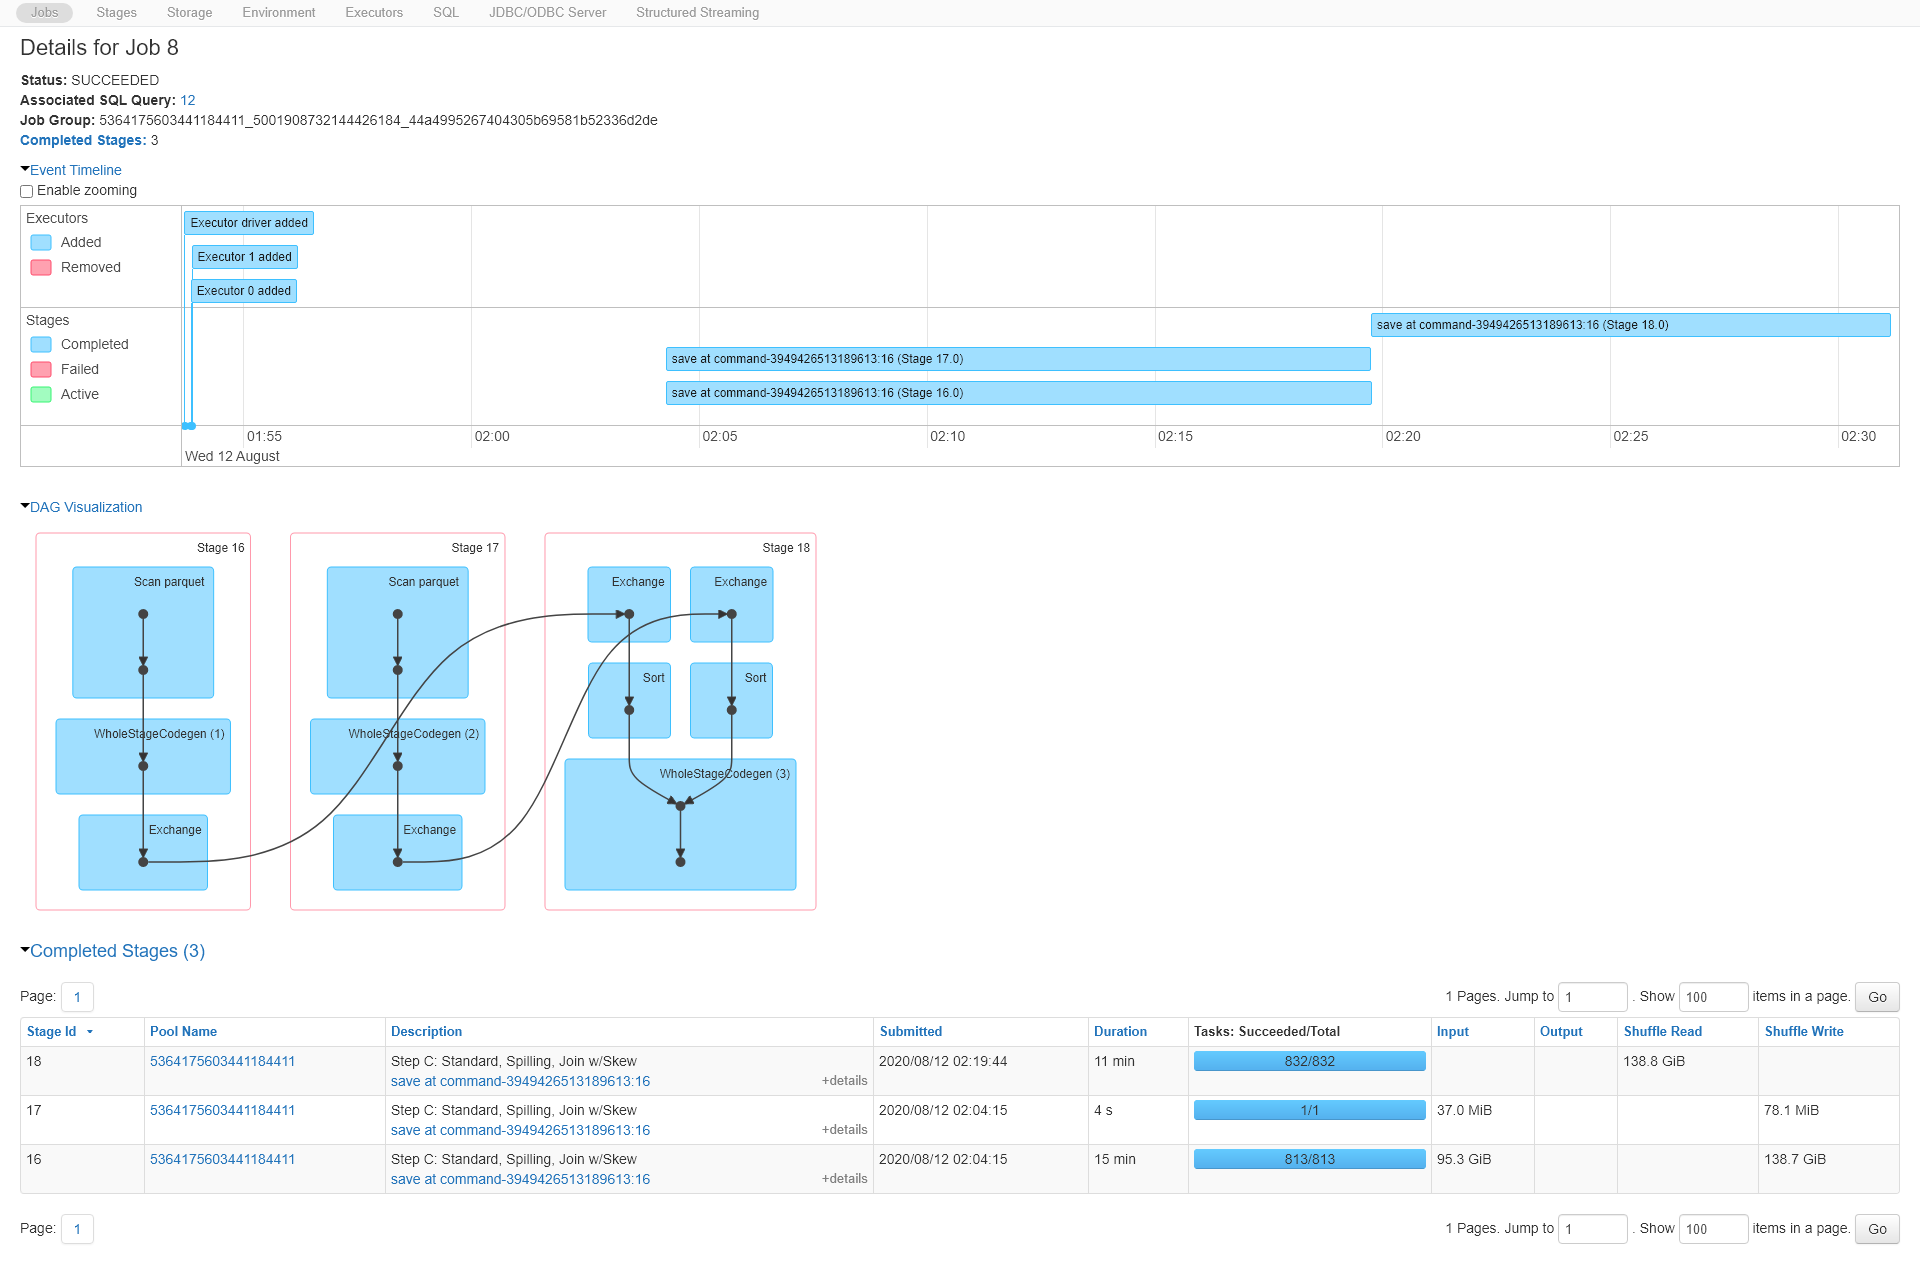 Jobs Stages Storage Environment Executors SQL JDBC/ODBC Server Structured Streaming
Details for Job 8
Status: SUCCEEDED
Associated SQL Query: 12
Job Group: 5364175603441184411_5001908732144426184_44a4995267404305b69581b52336d2de
Completed Stages: 3
Event Timeline
Enable zooming
Executors
Added
Removed
Executor driver added
Executor 1 added
Executor 0 added
Stages
Completed
Failed
Active
save at command-3949426513189613:16 (Stage 18.0)
save at command-3949426513189613:16 (Stage 17.0)
save at command-3949426513189613:16 (Stage 16.0)
01:55 02:00 02:05 02:10 02:15 02:20 02:25 02:30
Wed 12 August
DAG Visualization
Stage 16
Scan parquet
WholeStageCodegen (1)
Exchange
Stage 17
Scan parquet
WholeStageCodegen (2)
Exchange
Stage 18
Exchange Exchange
Sort Sort
WholeStageCodegen (3)
Completed Stages (3)
Page: 1 1 Pages. Jump to 1 . Show 100 items in a page. Go
Stage Id Pool Name Description Submitted Duration Tasks: Succeeded/Total Input Output Shuffle Read Shuffle Write
18 5364175603441184411 Step C: Standard, Spilling, Join w/Skew 2020/08/12 02:19:44 11 min 832/832 138.8 GiB
save at command-3949426513189613:16 +details
17 5364175603441184411 Step C: Standard, Spilling, Join w/Skew 2020/08/12 02:04:15 4 s 1/1 37.0 MiB 78.1 MiB
save at command-3949426513189613:16 +details
16 5364175603441184411 Step C: Standard, Spilling, Join w/Skew 2020/08/12 02:04:15 15 min 813/813 95.3 GiB 138.7 GiB
save at command-3949426513189613:16 +details
Page: 1 1 Pages. Jump to 1 . Show 100 items in a page. Go